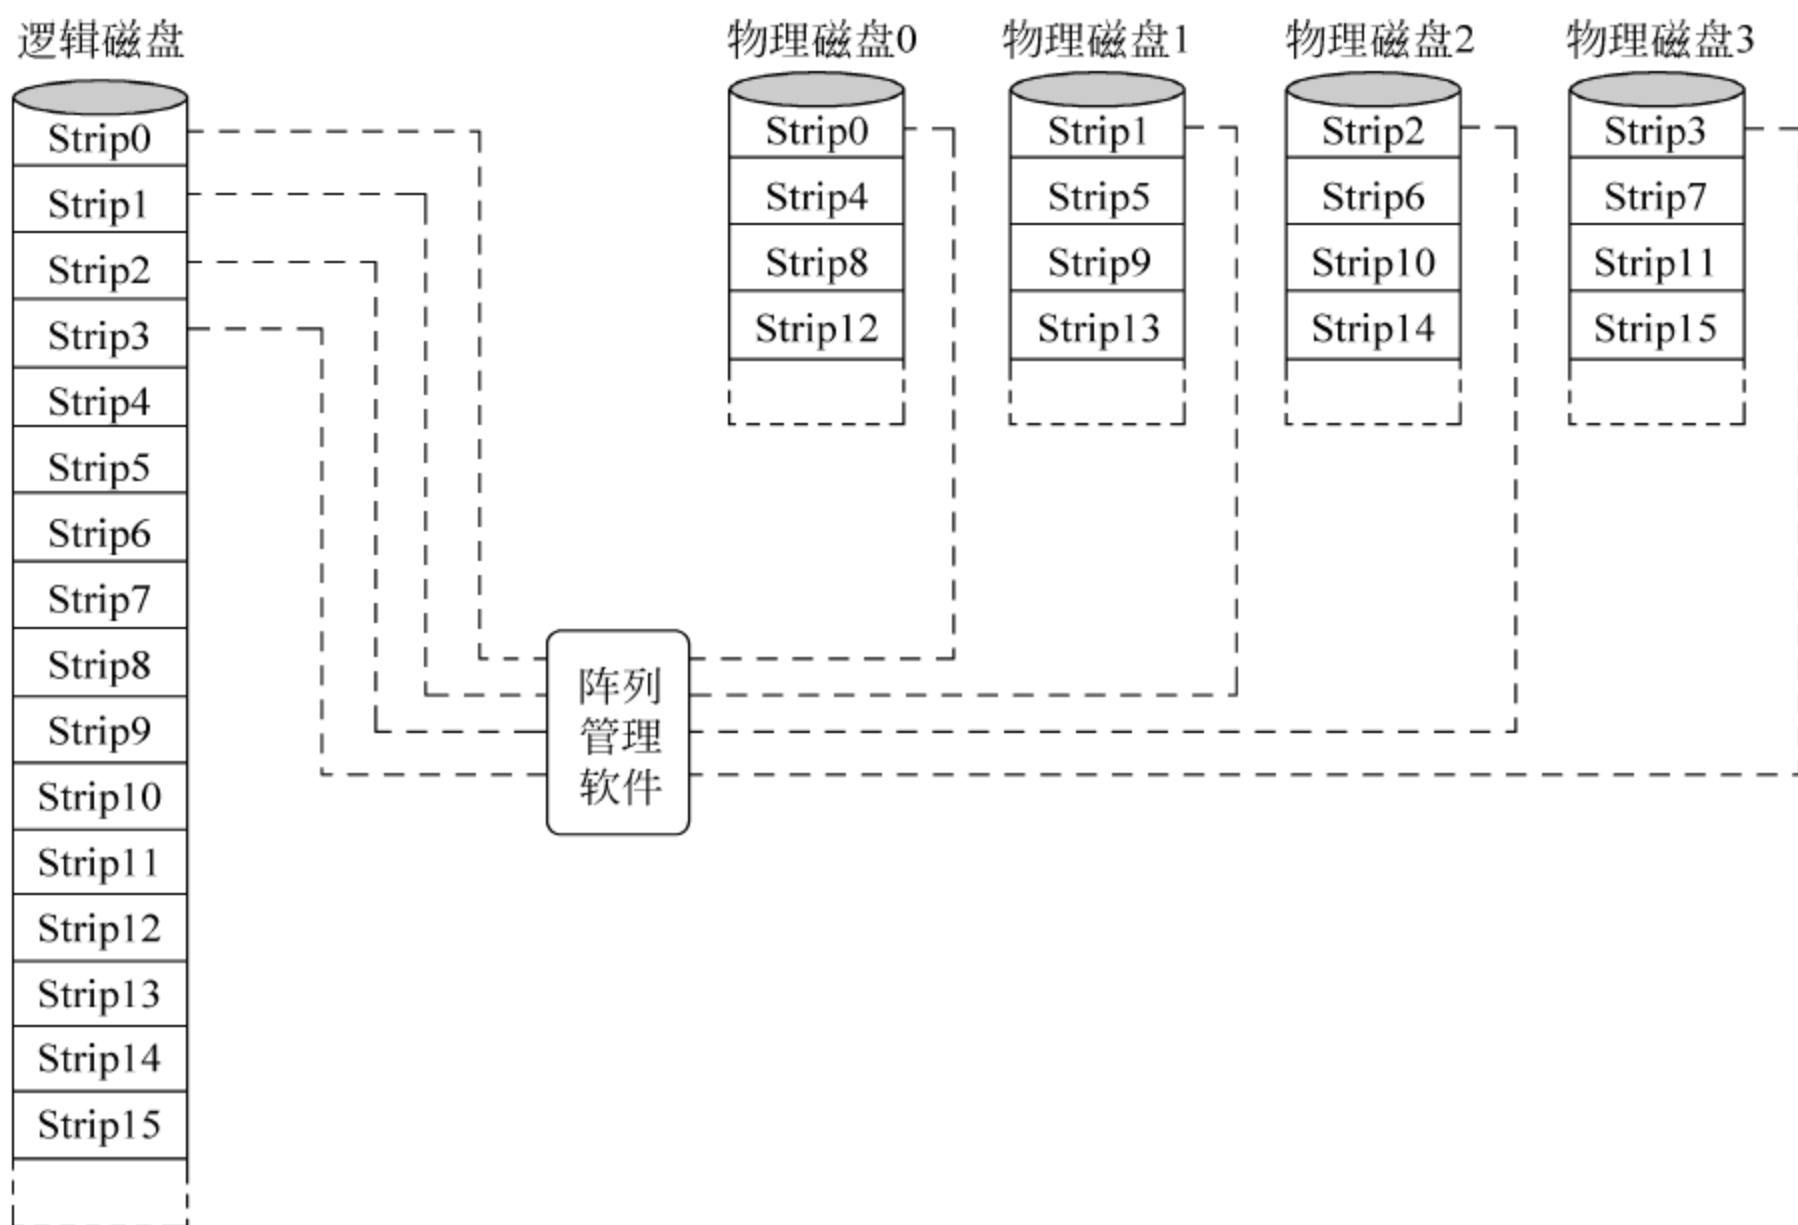 逻辑磁盘
Strip0
Strip1
Strip2
Strip3
Strip4
Strip5
Strip6
Strip7
Strip8
Strip9
Strip10
Strip11
Strip12
Strip13
Strip14
Strip15
阵列
管理
软件
物理磁盘0
Strip0
Strip4
Strip8
Strip12
物理磁盘1
Strip1
Strip5
Strip9
Strip13
物理磁盘2
Strip2
Strip6
Strip10
Strip14
物理磁盘3
Strip3
Strip7
Strip11
Strip15